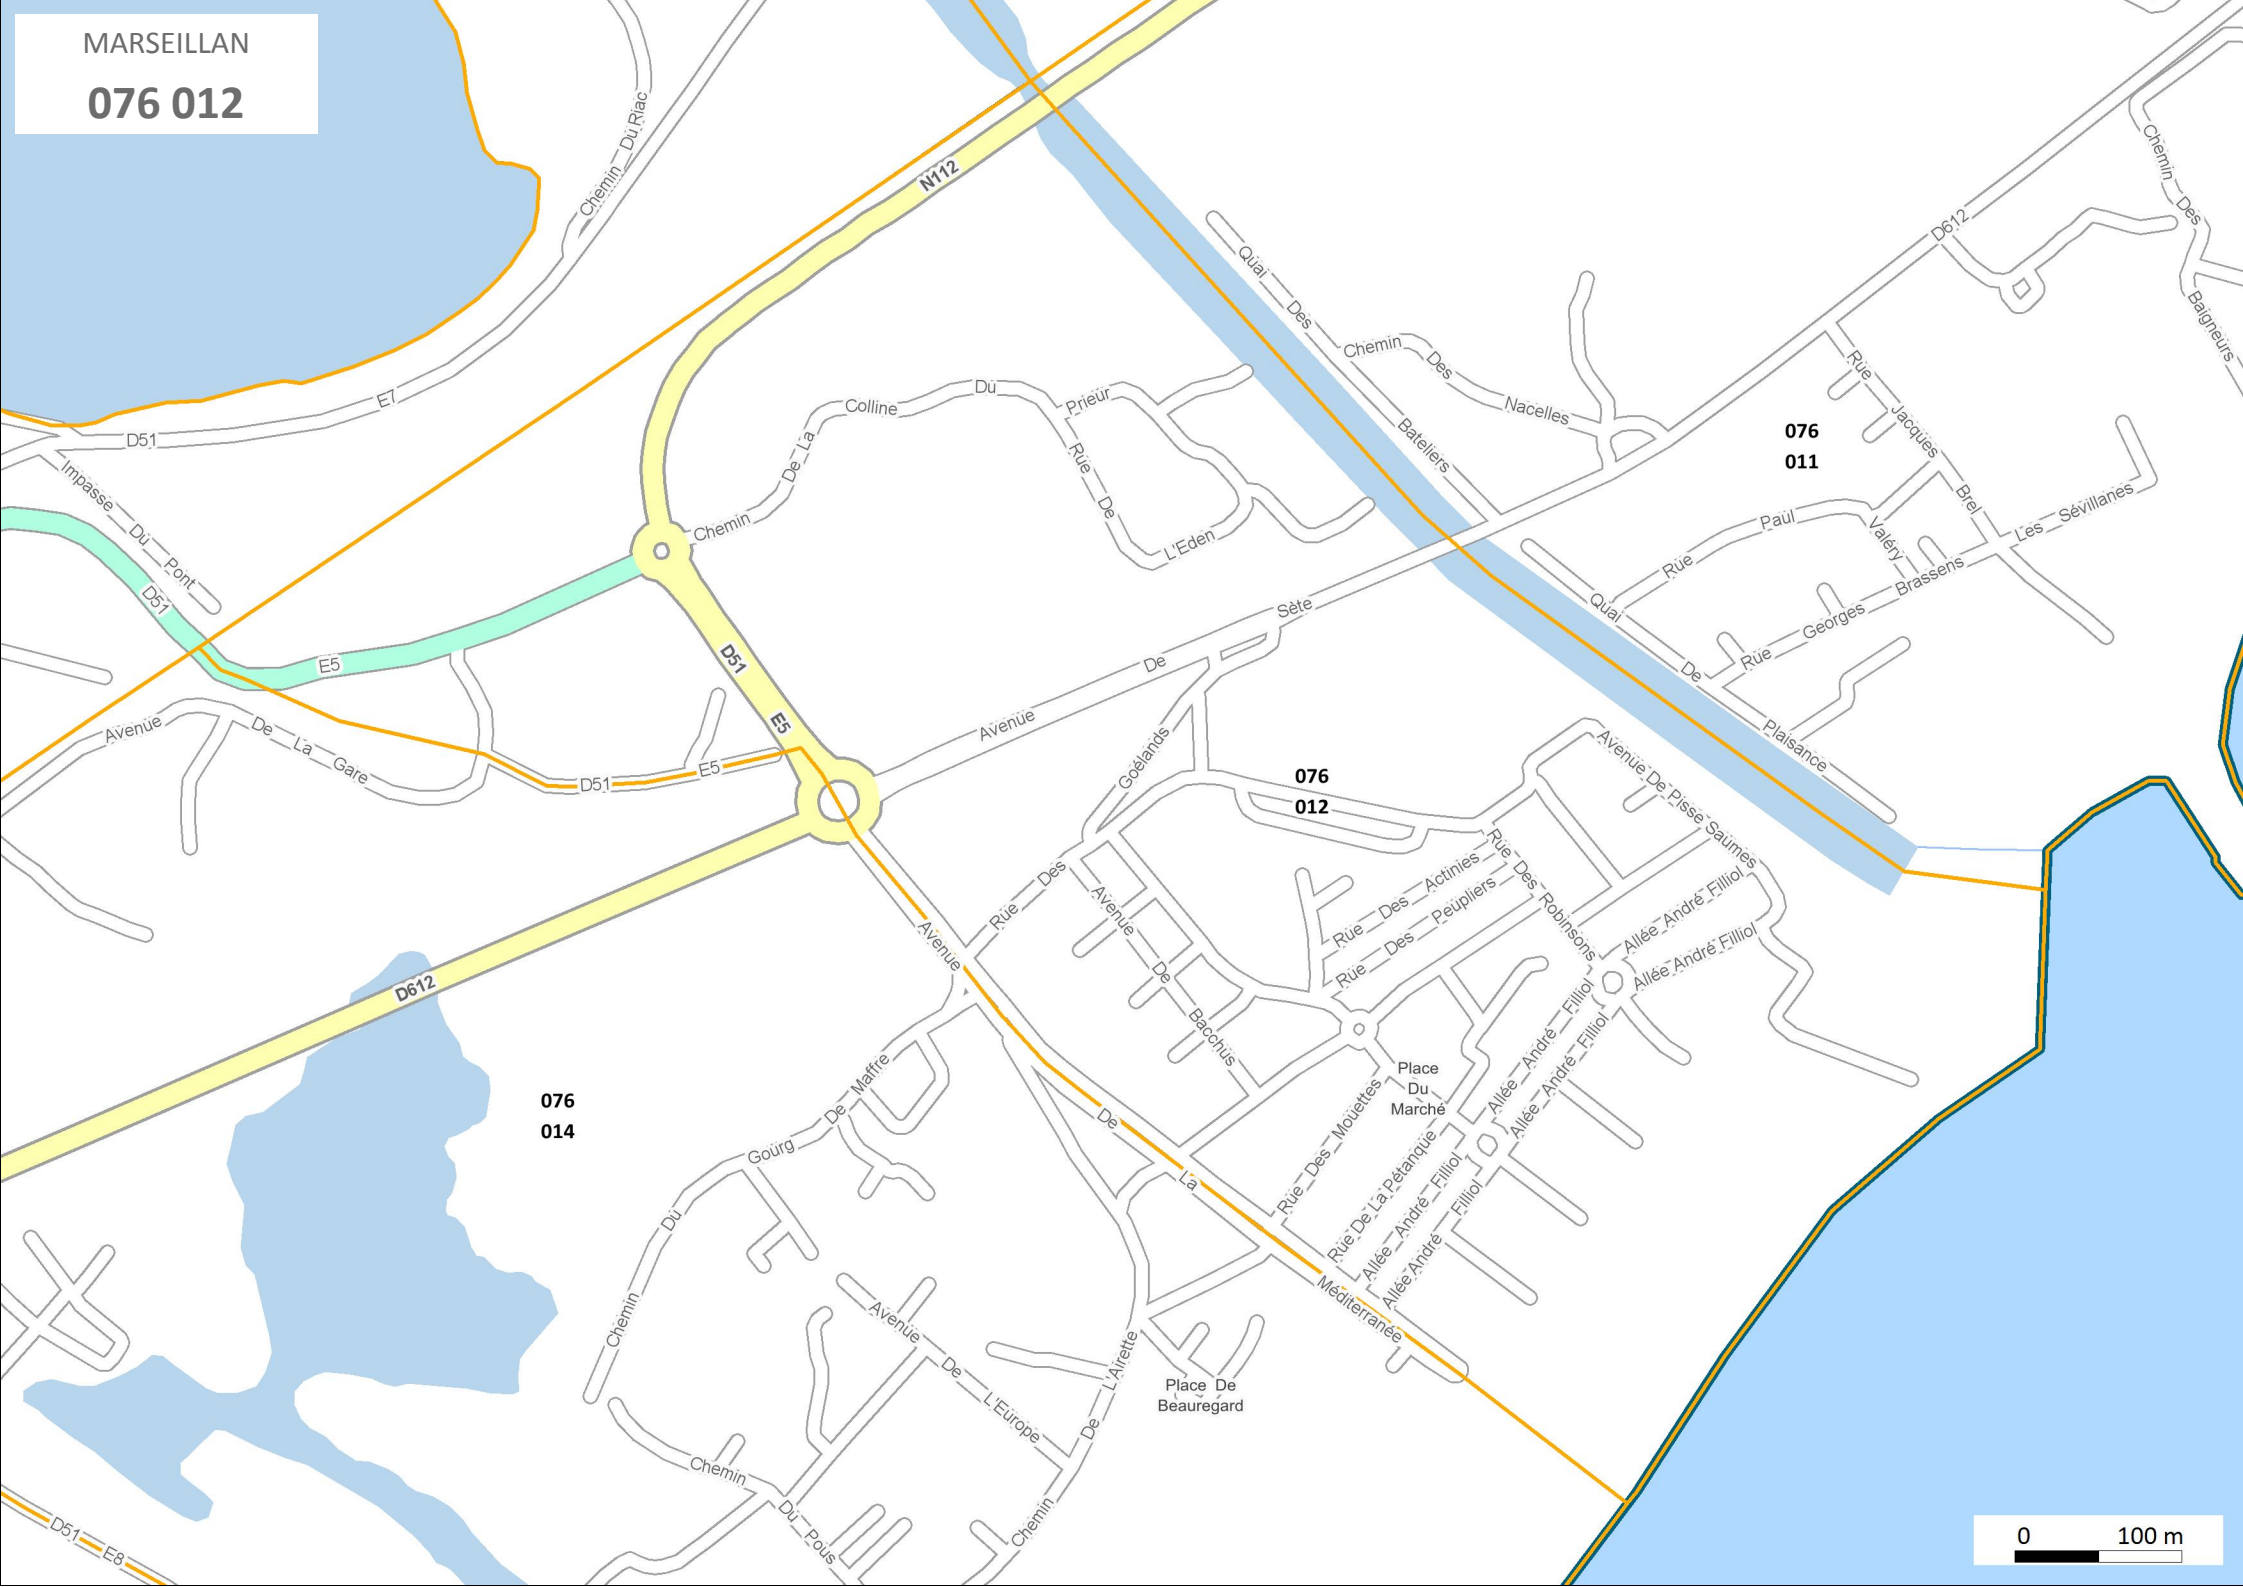 MARSEILLAN
076 012
Chemin Du Riac
N112
E7
D51
Impasse Du Pont
D51
E5
Avenue De La Gare
D51 E5
D51 E5
Chemin De La Colline Du Prieur
Rue De L'Eden
Quai Des Bateliers
Chemin Des Nacelles
D612
Chemin Des Baigneurs
Rue Jacques Brel
076
011
Rue Paul Valéry
Rue Georges Brassens
Les Sévillanes
Quai De Plaisance
Avenue De Sète
Rue Des Goélands
076
012
Avenue De Pisse Saumes
Rue Des Actinies
Rue Des Peupliers
Rue Des Robinsons
Allée André Filliol
Allée André Filliol
Avenue De Bacchus
Allée André Filliol
Allée André Filliol
Place
Du
Marché
Rue Des Mouettes
Rue De La Pétanque
Allée André Filliol
Allée André Filliol
Avenue De La Méditerranée
D612
076
014
Chemin Du Gourg De Maffre
Avenue De L'Europe
Chemin De L'Airette
Place De
Beauregard
Chemin Du Pous
D51 E8
0 100 m